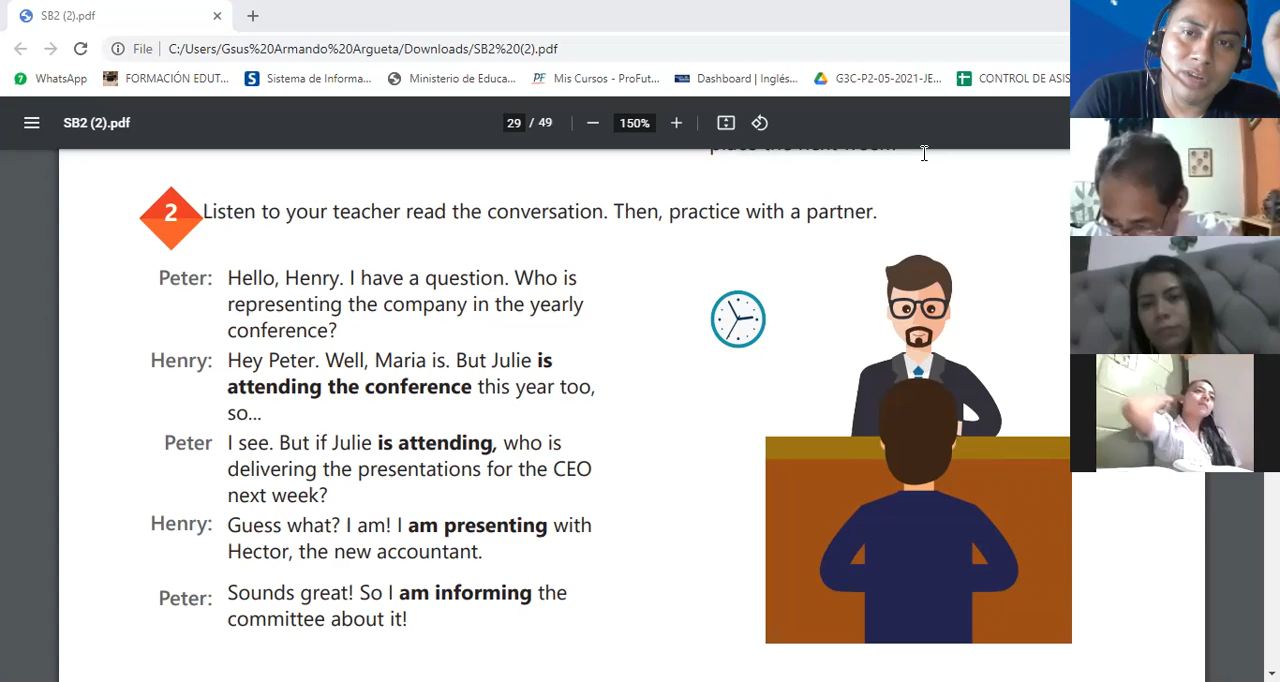 SB2 (2).pdf
File
C:/Users/Gsus%20Armando%20Argueta/Downloads/SB2%20(2).pdf
WhatsApp
FORMACIÓN EDUT...
Sistema de Informa...
Ministerio de Educa...
PF Mis Cursos - ProFut...
Dashboard | Inglés...
G3C-P2-05-2021-JE...
CONTROL DE ASIS
SB2 (2).pdf
29 / 49
150%
place the next week.
2 Listen to your teacher read the conversation. Then, practice with a partner.
Peter: Hello, Henry. I have a question. Who is
representing the company in the yearly
conference?
Henry: Hey Peter. Well, Maria is. But Julie is
attending the conference this year too,
so...
Peter I see. But if Julie is attending, who is
delivering the presentations for the CEO
next week?
Henry: Guess what? I am! I am presenting with
Hector, the new accountant.
Peter: Sounds great! So I am informing the
committee about it!